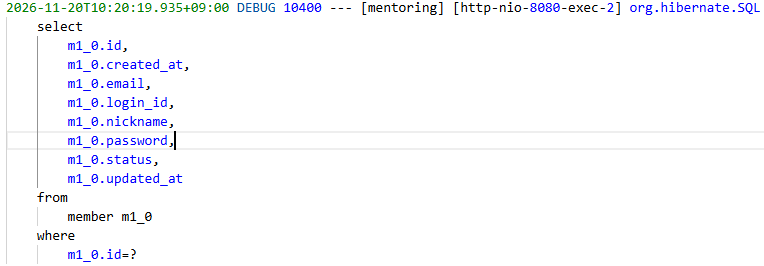 2026-11-20T10:20:19.935+09:00 DEBUG 10400 --- [mentoring] [http-nio-8080-exec-2] org.hibernate.SQL
select
m1_0.id,
m1_0.created_at,
m1_0.email,
m1_0.login_id,
m1_0.nickname,
m1_0.password,
m1_0.status,
m1_0.updated_at
from
member m1_0
where
m1_0.id=?